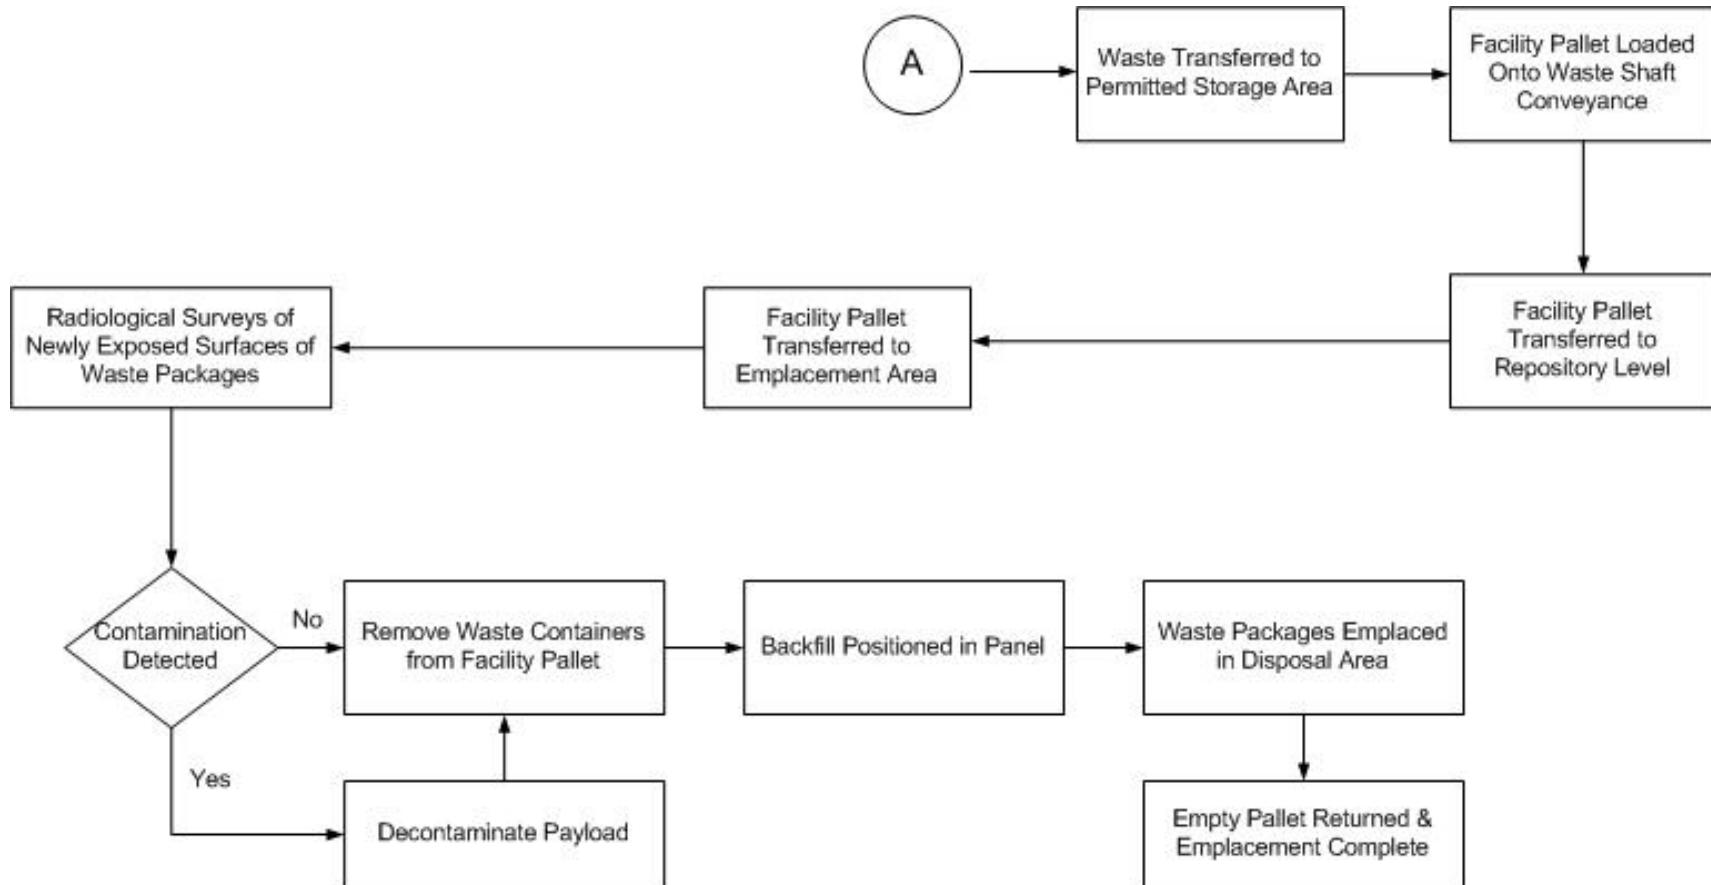 A
Waste Transferred to
Permitted Storage Area
Facility Pallet Loaded
Onto Waste Shaft
Conveyance
Facility Pallet
Transferred to
Repository Level
Facility Pallet
Transferred to
Emplacement Area
Radiological Surveys of
Newly Exposed Surfaces of
Waste Packages
Contamination
Detected
No
Remove Waste Containers
from Facility Pallet
Backfill Positioned in Panel
Waste Packages Emplaced
in Disposal Area
Yes
Decontaminate Payload
Empty Pallet Returned &
Emplacement Complete